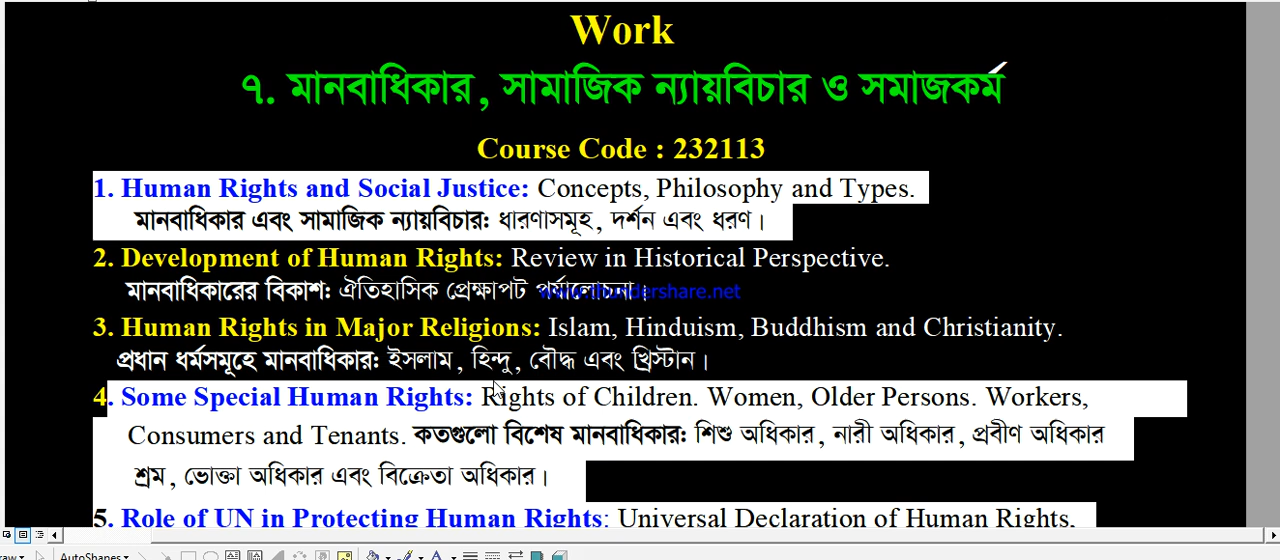 Work
৭. মানবাধিকার, সামাজিক ন্যায়বিচার ও সমাজকর্ম
Course Code : 232113
1. Human Rights and Social Justice: Concepts, Philosophy and Types.
মানবাধিকার এবং সামাজিক ন্যায়বিচার: ধারণাসমূহ, দর্শন এবং ধরণ।
2. Development of Human Rights: Review in Historical Perspective.
মানবাধিকারের বিকাশ: ঐতিহাসিক প্রেক্ষাপট পর্যালোচনা।
www.thundershare.net
3. Human Rights in Major Religions: Islam, Hinduism, Buddhism and Christianity.
প্রধান ধর্মসমূহে মানবাধিকার: ইসলাম, হিন্দু, বৌদ্ধ এবং খ্রিস্টান।
4. Some Special Human Rights: Rights of Children. Women, Older Persons. Workers,
Consumers and Tenants. কতগুলো বিশেষ মানবাধিকার: শিশু অধিকার, নারী অধিকার, প্রবীণ অধিকার
শ্রম, ভোক্তা অধিকার এবং বিক্রেতা অধিকার।
5. Role of UN in Protecting Human Rights: Universal Declaration of Human Rights,
AutoShapes